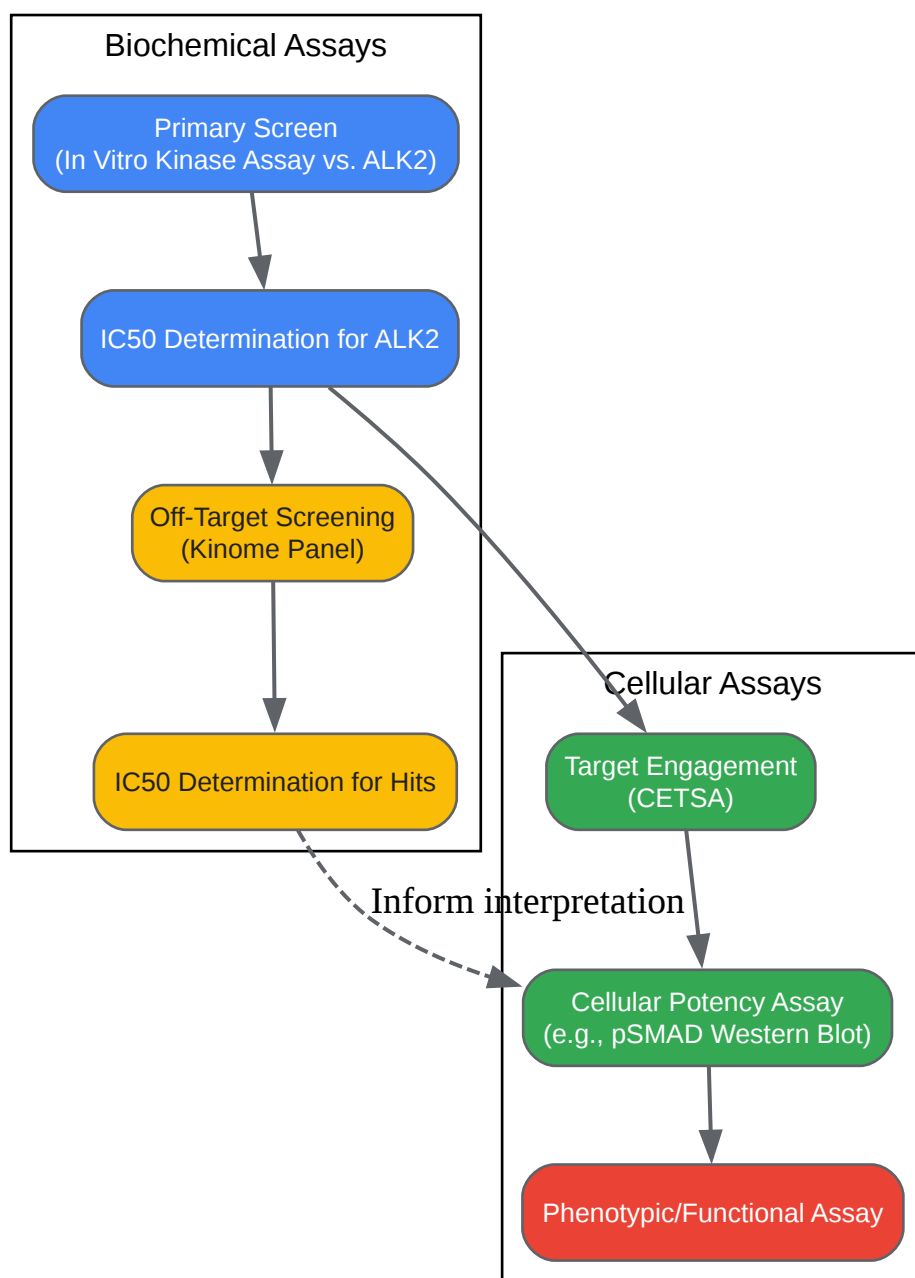 Biochemical Assays
Primary Screen
(In Vitro Kinase Assay vs. ALK2)
IC50 Determination for ALK2
Off-Target Screening
(Kinome Panel)
IC50 Determination for Hits
Cellular Assays
Target Engagement
(CETSA)
Inform interpretation
Cellular Potency Assay
(e.g., pSMAD Western Blot)
Phenotypic/Functional Assay